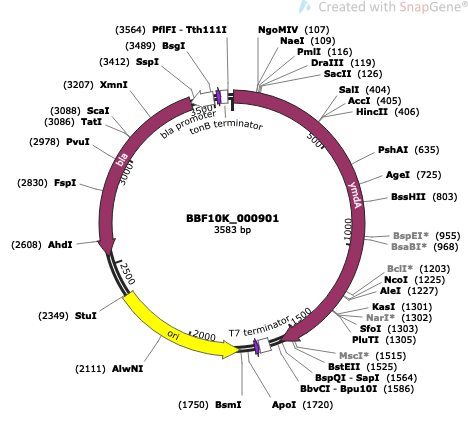 Created with SnapGene®
(3564) PflFI - Tth111I
(3489) BsgI
(3412) SspI
(3207) XmnI
(3088) ScaI
(3086) TatI
(2978) PvuI
(2830) FspI
(2608) AhdI
(2349) StuI
(2111) AlwNI
(1750) BsmI
NgoMIV (107)
NaeI (109)
PmlI (116)
DraIII (119)
SacII (126)
SalI (404)
AccI (405)
HincII (406)
PshAI (635)
AgeI (725)
BssHII (803)
BspEI* (955)
BsaBI* (968)
BclI* (1203)
NcoI (1225)
AleI (1227)
KasI (1301)
NarI* (1302)
SfoI (1303)
PluTI (1305)
MscI* (1515)
BstEII (1525)
BspQI - SapI (1564)
BbvCI - Bpu10I (1586)
ApoI (1720)
bla promoter
tonB terminator
T7 terminator
bla
ymdA
ori
500
1000
1500
2000
2500
3000
3500
BBF10K_000901
3583 bp